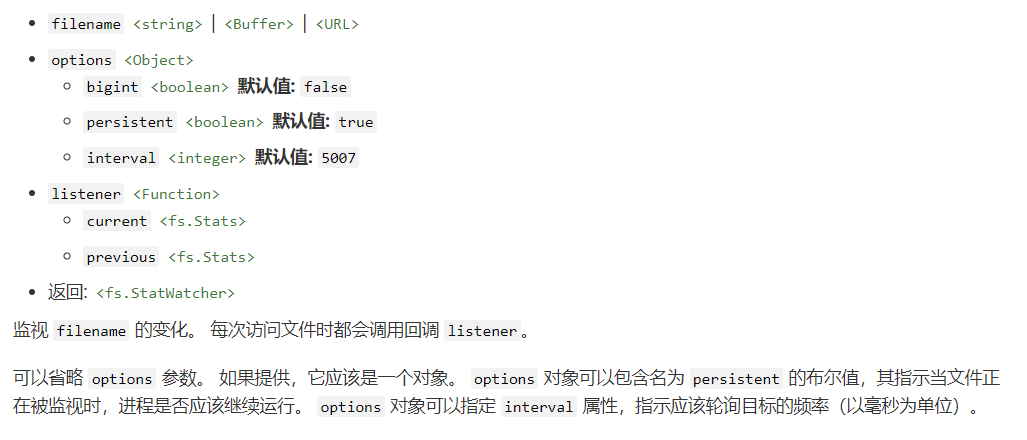 filename <string> | <Buffer> | <URL>
options <Object>
bigint <boolean> 默认值: false
persistent <boolean> 默认值: true
interval <integer> 默认值: 5007
listener <Function>
current <fs.Stats>
previous <fs.Stats>
返回: <fs.StatWatcher>
监视 filename 的变化。 每次访问文件时都会调用回调 listener。
可以省略 options 参数。 如果提供，它应该是一个对象。 options 对象可以包含名为 persistent 的布尔值，其指示当文件正
在被监视时，进程是否应该继续运行。 options 对象可以指定 interval 属性，指示应该轮询目标的频率（以毫秒为单位）。